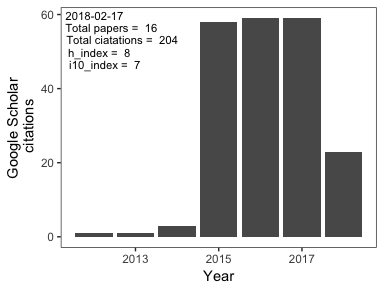 2018-02-17
Total papers = 16
Total ciatations = 204
h_index = 8
i10_index = 7
60
40
20
0
Google Scholar
citations
2013
2015
2017
Year